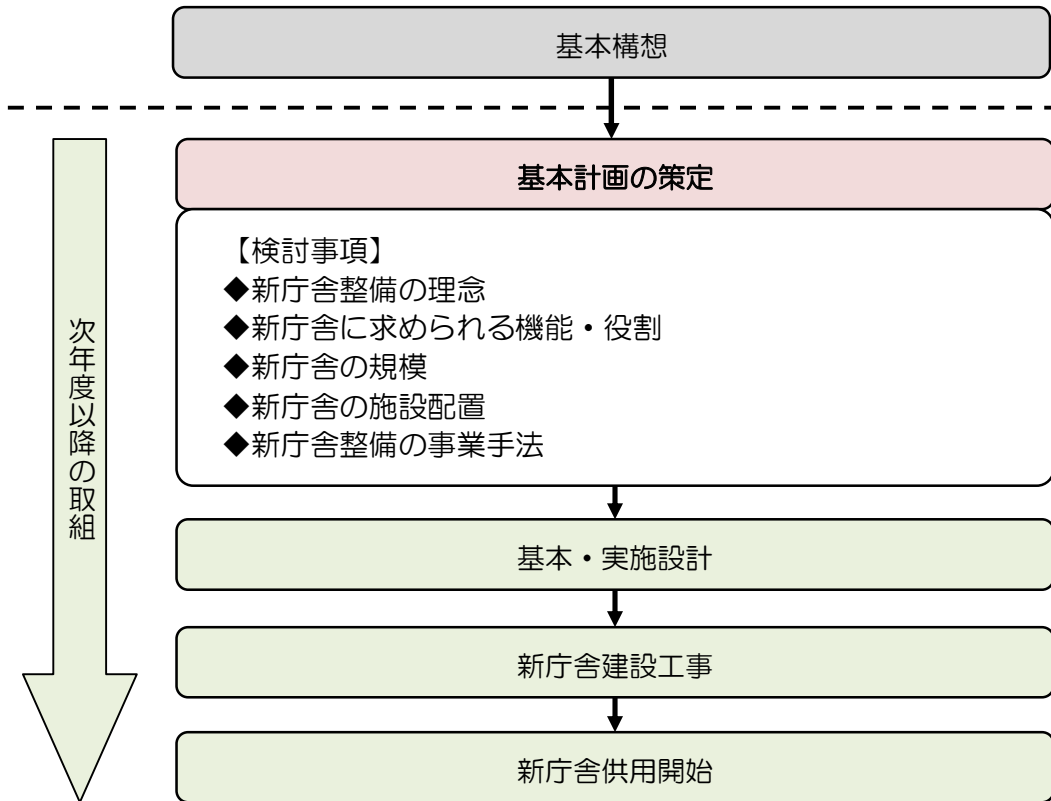 基本構想
基本計画の策定
【検討事項】
◆新庁舎整備の理念
◆新庁舎に求められる機能・役割
◆新庁舎の規模
◆新庁舎の施設配置
◆新庁舎整備の事業手法
次年度以降の取組
基本・実施設計
新庁舎建設工事
新庁舎供用開始